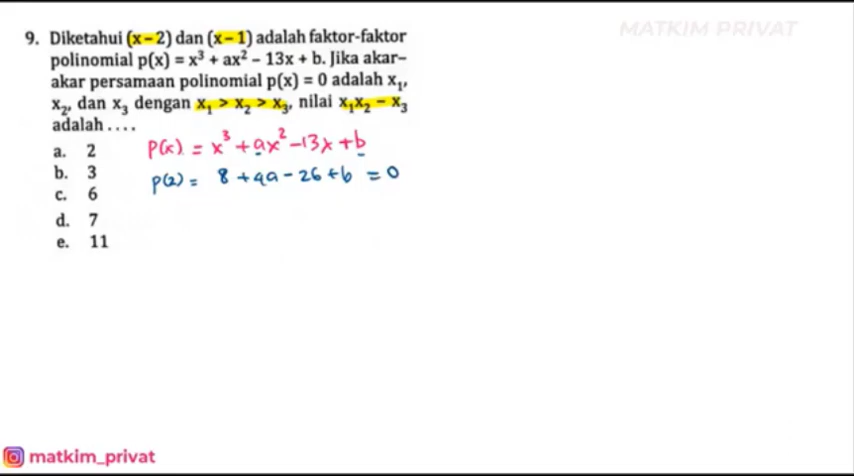 MATKIM PRIVAT
9. Diketahui (x – 2) dan (x – 1) adalah faktor-faktor
polinomial p(x) = x³ + ax² – 13x + b. Jika akar–
akar persamaan polinomial p(x) = 0 adalah x₁,
x₂, dan x₃ dengan x₁ > x₂ > x₃, nilai x₁x₂ – x₃
adalah . . . .
a. 2
b. 3
c. 6
d. 7
e. 11
P(x) = x³ + ax² – 13x + b
P(2) = 8 + 4a – 26 + b = 0
matkim_privat